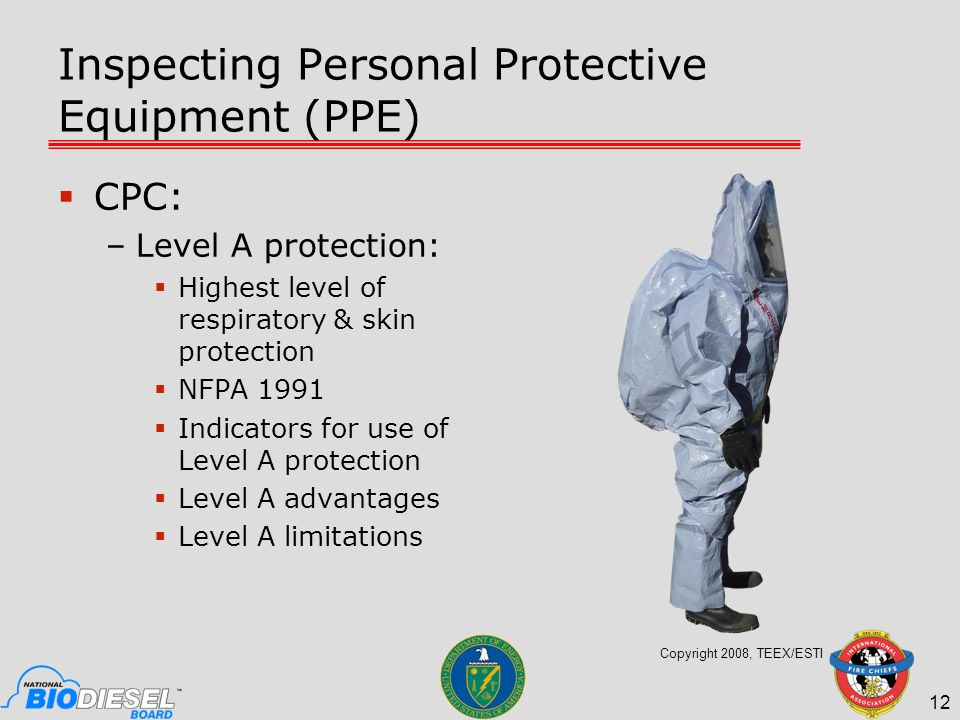 Inspecting Personal Protective
Equipment (PPE)
▪ CPC:
– Level A protection:
▪ Highest level of
respiratory & skin
protection
▪ NFPA 1991
▪ Indicators for use of
Level A protection
▪ Level A advantages
▪ Level A limitations
Copyright 2008, TEEX/ESTI
NATIONAL
BIODIESEL™
BOARD
DEPARTMENT OF ENERGY
UNITED STATES OF AMERICA
INTERNATIONAL
FIRE CHIEFS
ASSOCIATION
12